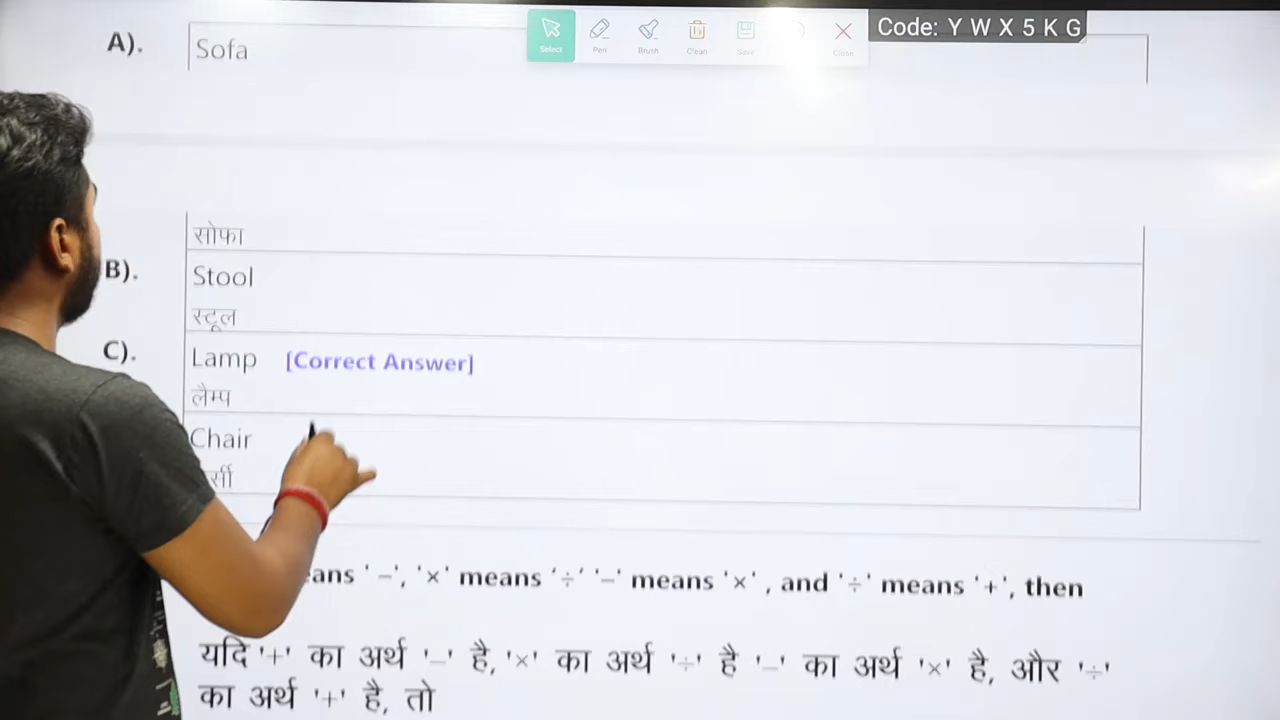 Code: Y W X 5 K G
Select Pen Brush Clean Save Close
A). Sofa
सोफा
B). Stool
स्टूल
C). Lamp [Correct Answer]
लैम्प
Chair
ans ' –', '×' means '÷' '–' means '×' , and '÷' means '+', then
यदि '+' का अर्थ '–' है, '×' का अर्थ '÷' है '–' का अर्थ '×' है, और '÷'
का अर्थ '+' है, तो